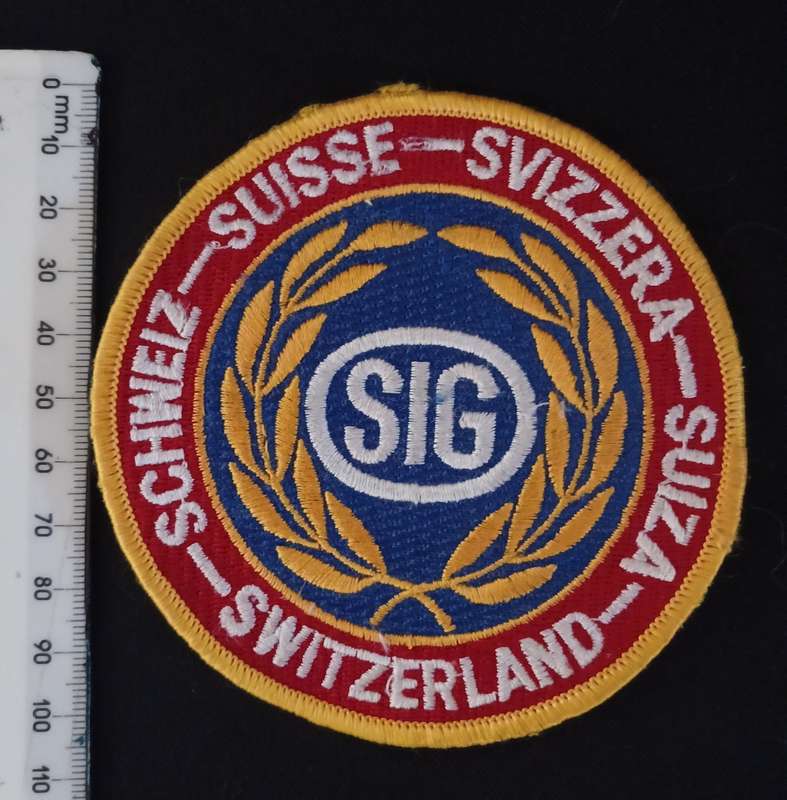 SCHWEIZ—SUISSE—SVIZZERA—SUIZA—SWITZERLAND—
SIG
0 mm 10 20 30 40 50 60 70 80 90 100 110